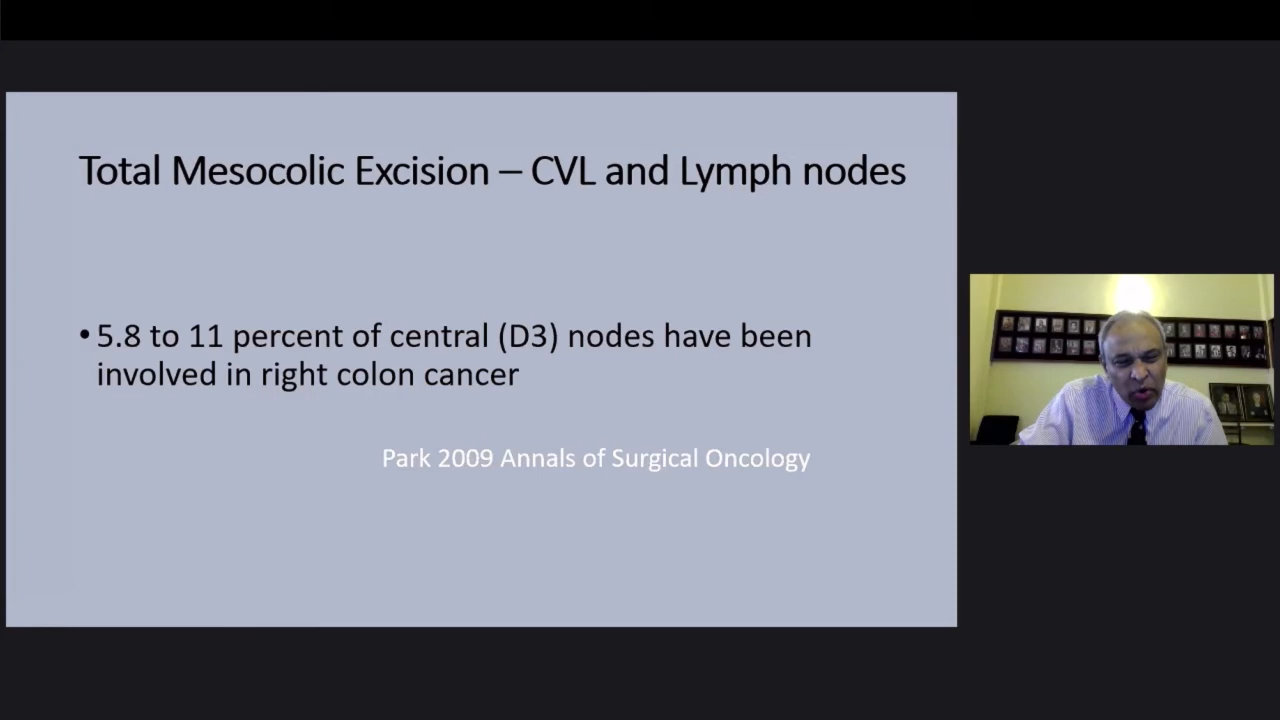 Total Mesocolic Excision – CVL and Lymph nodes
• 5.8 to 11 percent of central (D3) nodes have been
involved in right colon cancer
Park 2009 Annals of Surgical Oncology